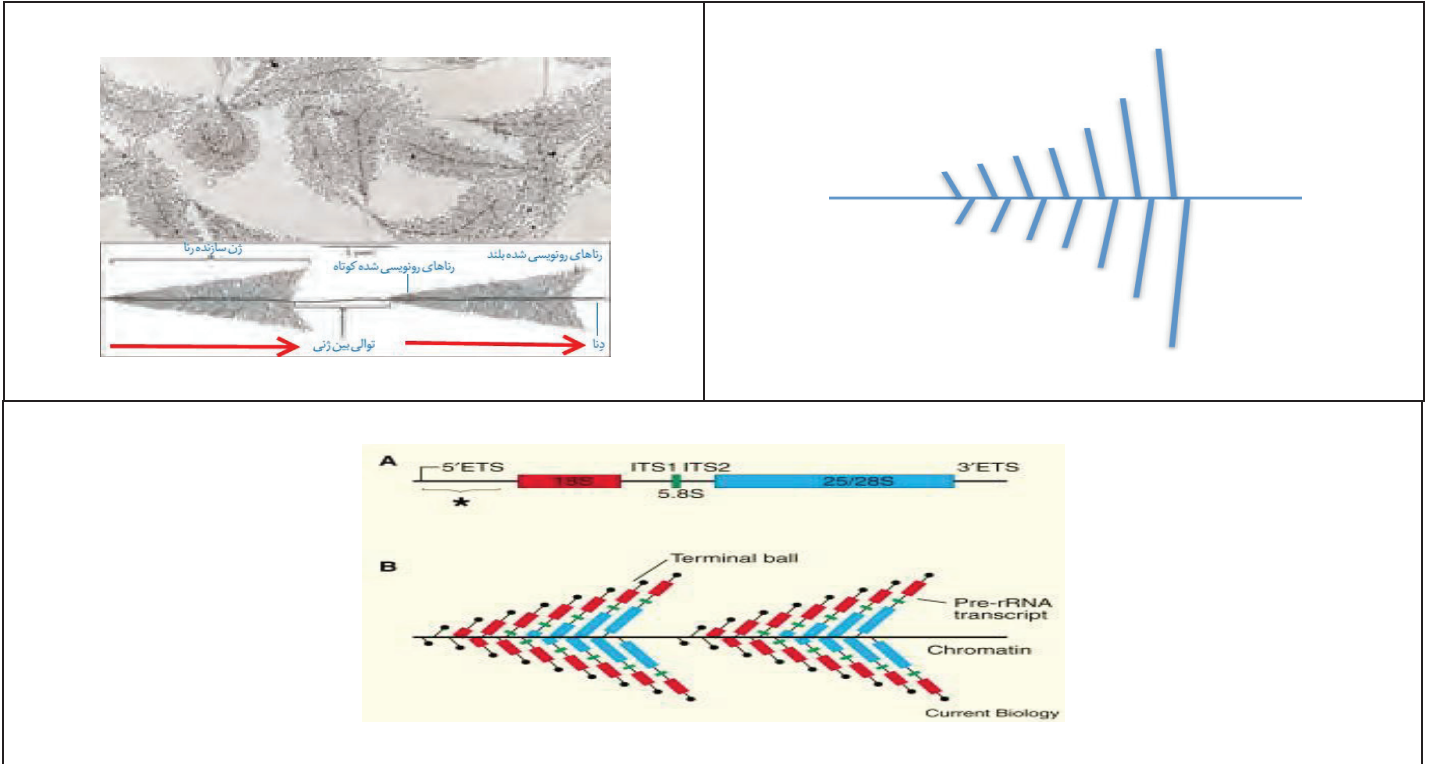 ژن سازنده رنا
رناهای رونویسی شده بلند
رناهای رونویسی شده کوتاه
توالی بین ژنی
دِنا
A
5′ETS
18S
ITS1 ITS2
5.8S
25/28S
3′ETS
*
B
Terminal ball
Pre-rRNA
transcript
Chromatin
Current Biology